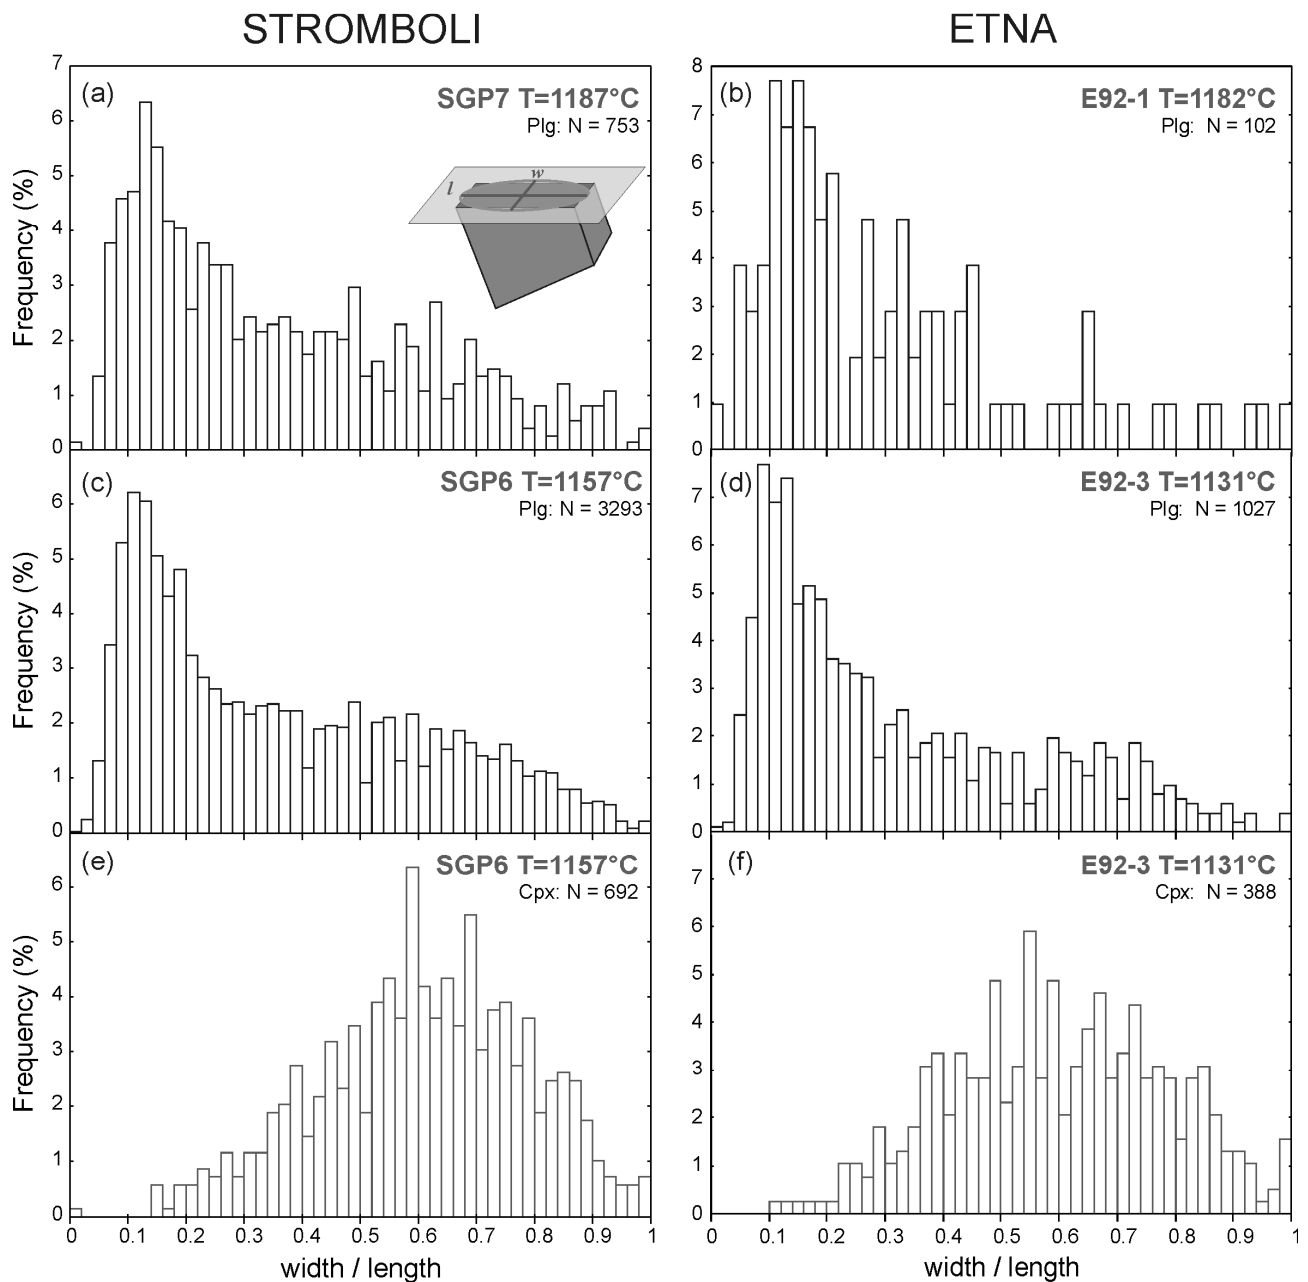 STROMBOLI
ETNA
7
6
5
4
3
2
1
0
Frequency (%)
(a)
SGP7 T=1187°C
Plg: N = 753
l
w
8
7
6
5
4
3
2
1
0
(b)
E92-1 T=1182°C
Plg: N = 102
6
5
4
3
2
1
0
Frequency (%)
(c)
SGP6 T=1157°C
Plg: N = 3293
7
6
5
4
3
2
1
0
(d)
E92-3 T=1131°C
Plg: N = 1027
6
5
4
3
2
1
0
Frequency (%)
(e)
SGP6 T=1157°C
Cpx: N = 692
0 0.1 0.2 0.3 0.4 0.5 0.6 0.7 0.8 0.9 1
width / length
7
6
5
4
3
2
1
0
(f)
E92-3 T=1131°C
Cpx: N = 388
0 0.1 0.2 0.3 0.4 0.5 0.6 0.7 0.8 0.9 1
width / length